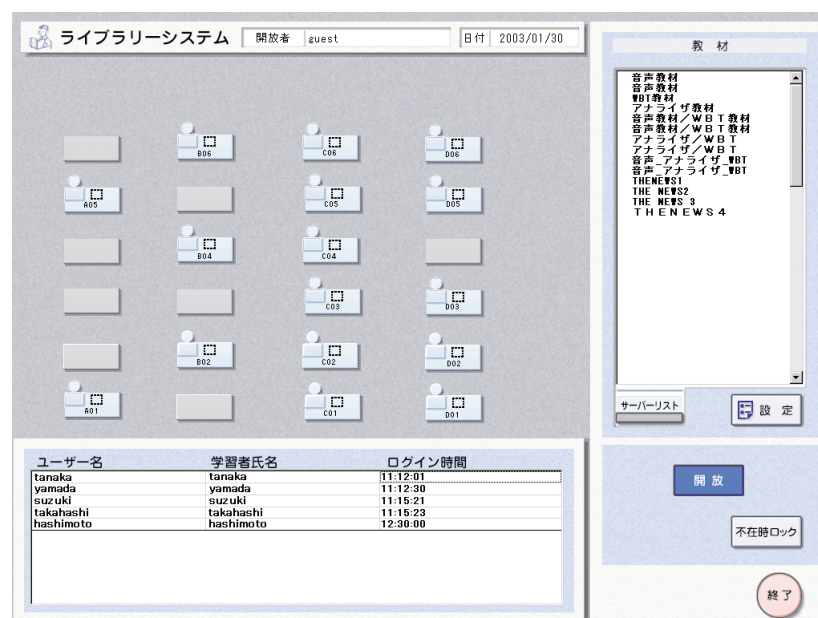 ライブラリーシステム 開放者 guest 日付 2003/01/30
教 材
音声教材
音声教材
WBT教材
アナライザ教材
音声教材／ＷＢＴ教材
音声教材／ＷＢＴ教材
アナライザ／ＷＢＴ
アナライザ／ＷＢＴ
音声_アナライザ_WBT
音声_アナライザ_WBT
THENEWS1
THE NEWS2
THE NEWS 3
ＴＨＥＮＥＷＳ４
B06 C06 D06
A05 C05 D05
B04 C04
C03 D03
B02 C02 D02
A01 C01 D01
サーバーリスト 設 定
ユーザー名 学習者氏名 ログイン時間
tanaka tanaka 11:12:01
yamada yamada 11:12:30
suzuki suzuki 11:15:21
takahashi takahashi 11:15:23
hashimoto hashimoto 12:30:00
開 放
不在時ロック
終 了